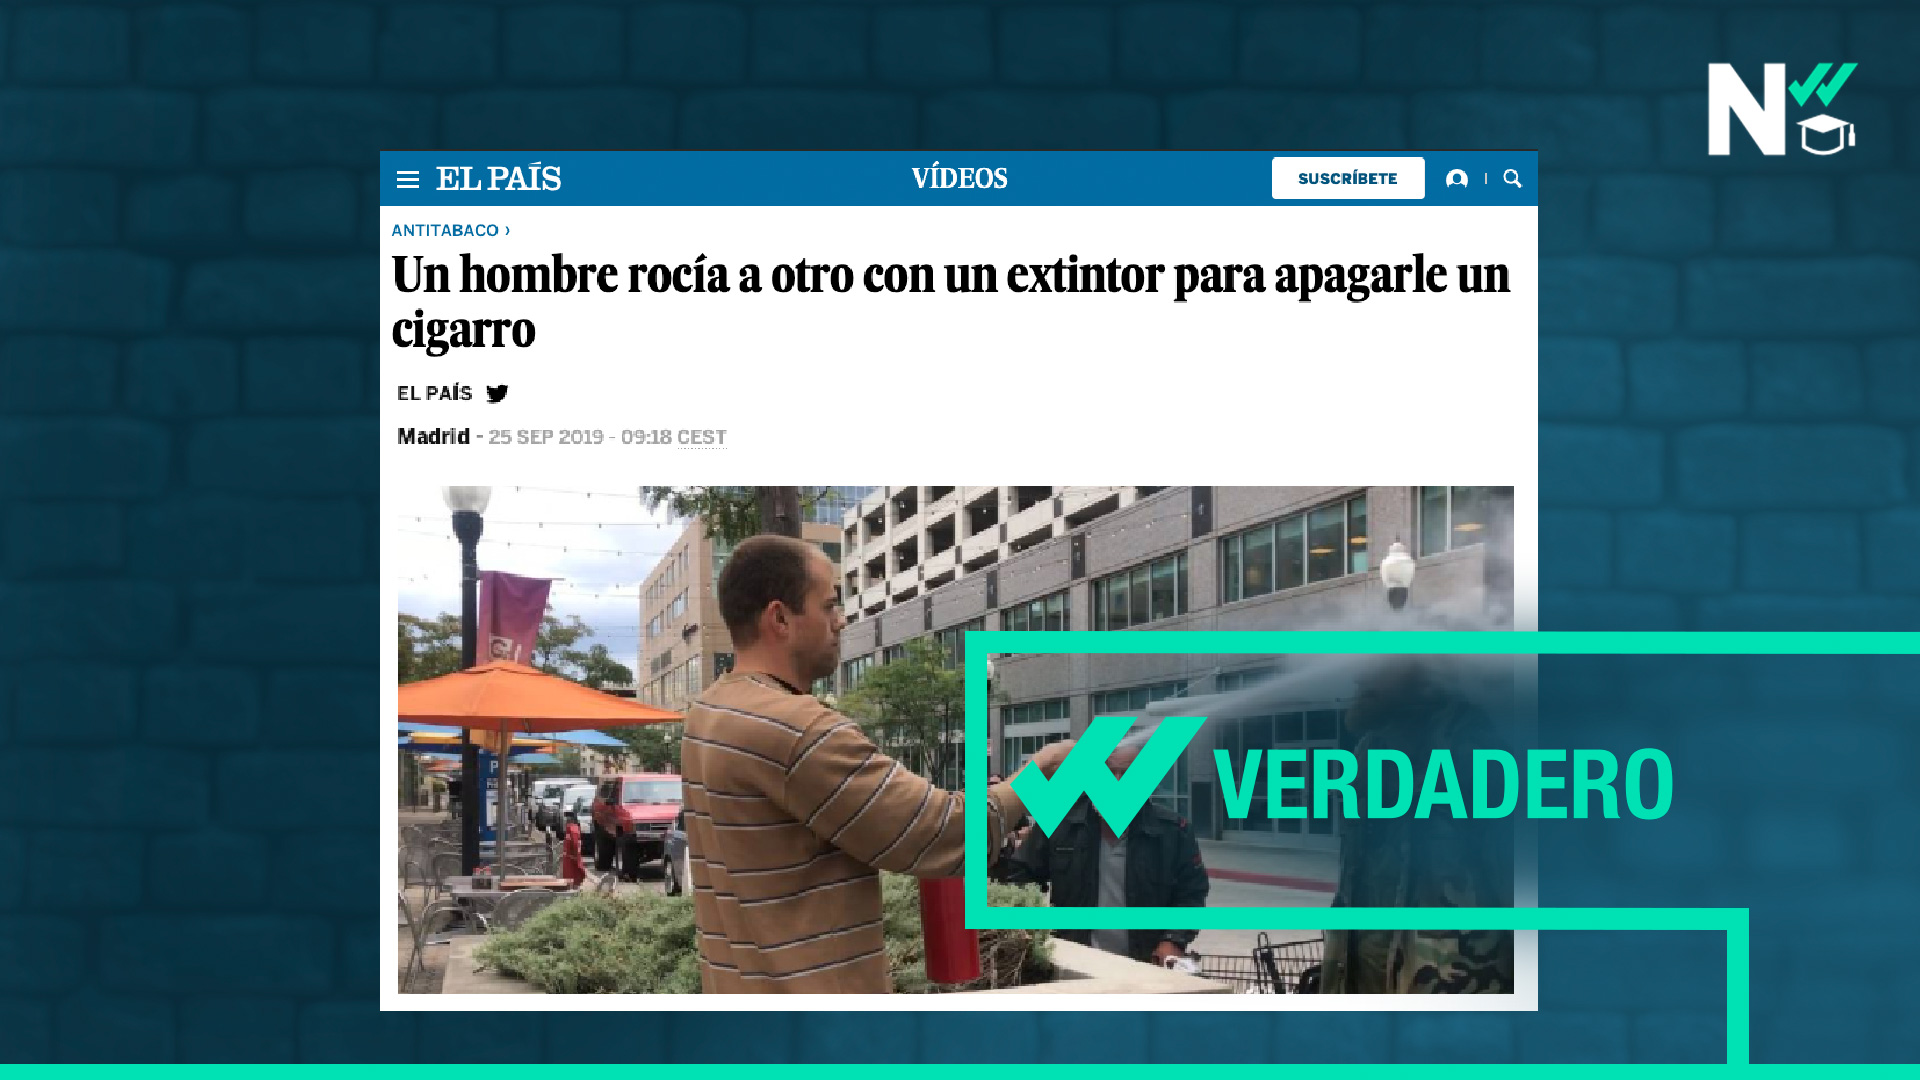 N
EL PAÍS
VÍDEOS
SUSCRÍBETE
ANTITABACO ›
Un hombre rocía a otro con un extintor para apagarle un
cigarro
EL PAÍS
Madrid - 25 SEP 2019 - 09:18 CEST
P
VERDADERO